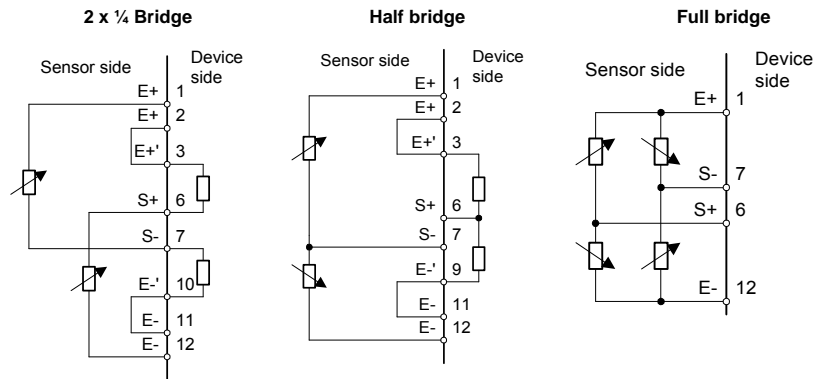 2 x ¼ Bridge
Sensor side
Device
side
E+ 1
E+ 2
E+' 3
S+ 6
S- 7
E-' 10
E- 11
E- 12
Half bridge
Sensor side
Device
side
E+ 1
E+ 2
E+' 3
S+ 6
S- 7
E-' 9
E- 11
E- 12
Full bridge
Sensor side
Device
side
E+ 1
S- 7
S+ 6
E- 12